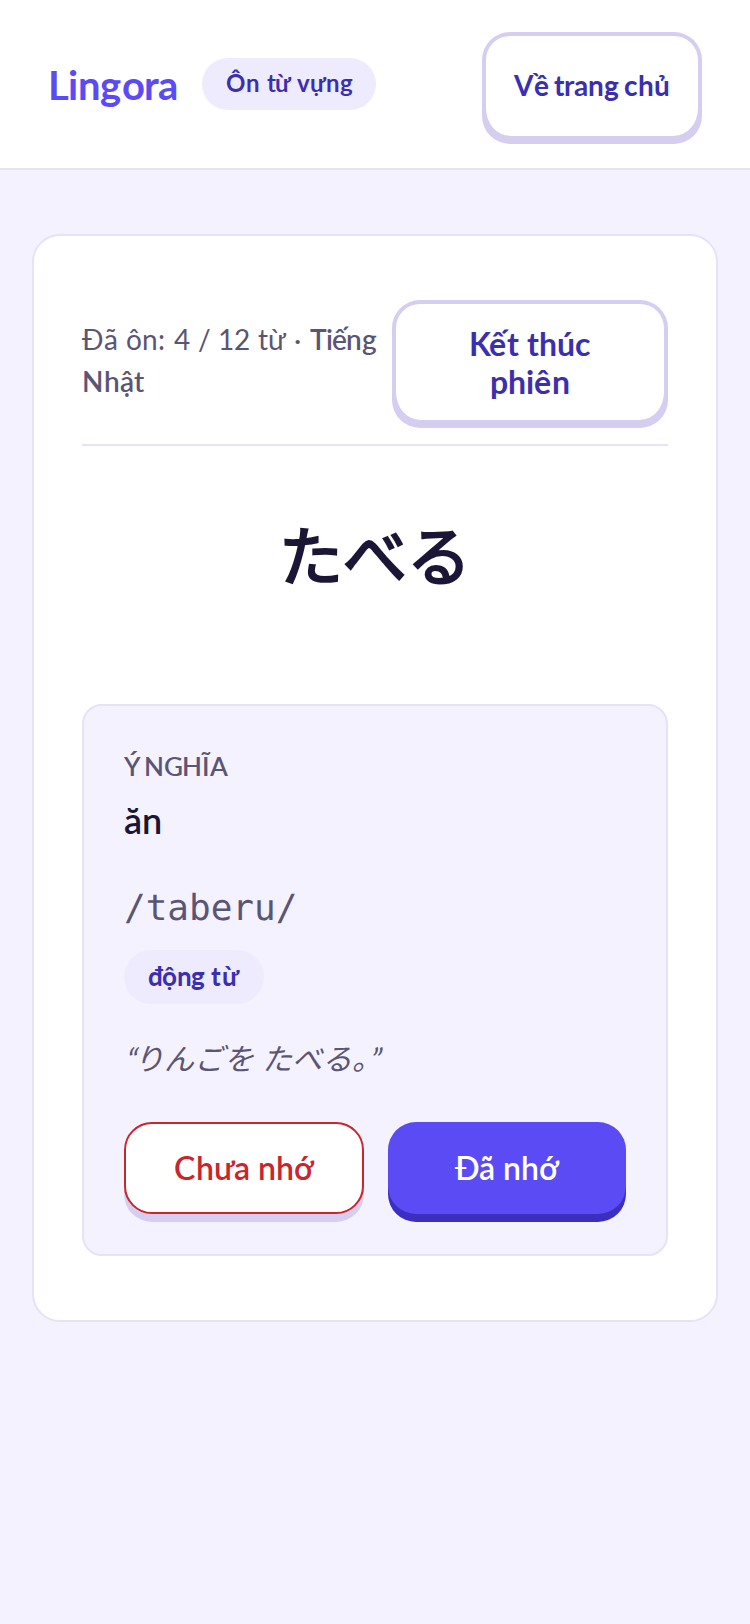 Lingora
Ôn từ vựng
Về trang chủ
Đã ôn: 4 / 12 từ · Tiếng
Nhật
Kết thúc
phiên
たべる
Ý NGHĨA
ăn
/taberu/
động từ
“りんごを たべる。”
Chưa nhớ
Đã nhớ